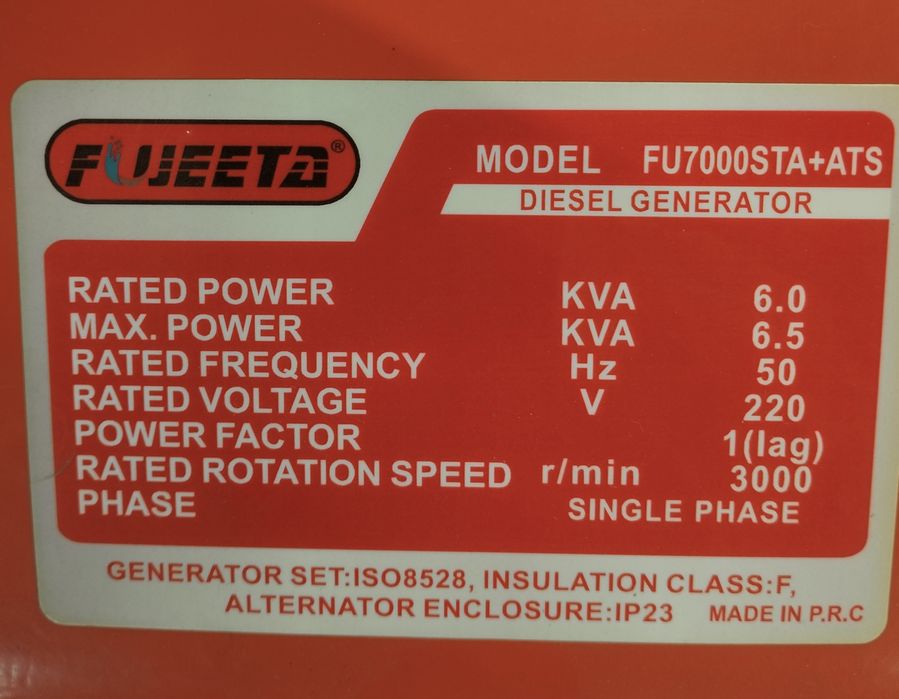 FUJEETA®
MODEL FU7000STA+ATS
DIESEL GENERATOR
RATED POWER KVA 6.0
MAX. POWER KVA 6.5
RATED FREQUENCY Hz 50
RATED VOLTAGE V 220
POWER FACTOR 1(lag)
RATED ROTATION SPEED r/min 3000
PHASE SINGLE PHASE
GENERATOR SET:ISO8528, INSULATION CLASS:F,
ALTERNATOR ENCLOSURE:IP23 MADE IN P.R.C